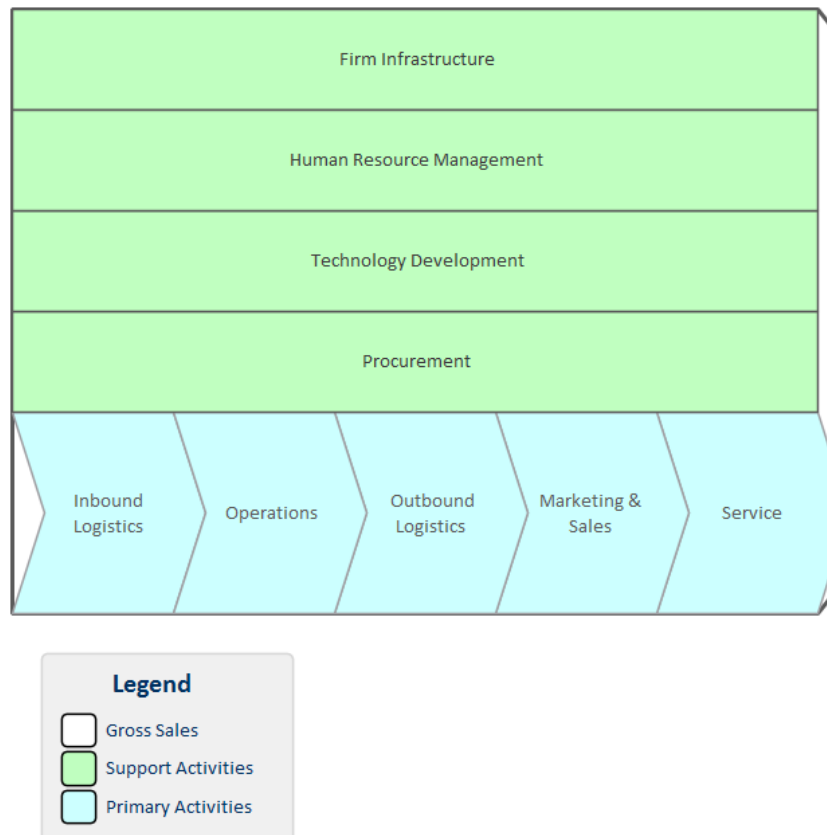 Firm Infrastructure
Human Resource Management
Technology Development
Procurement
Inbound
Logistics
Operations
Outbound
Logistics
Marketing &
Sales
Service
Legend
Gross Sales
Support Activities
Primary Activities